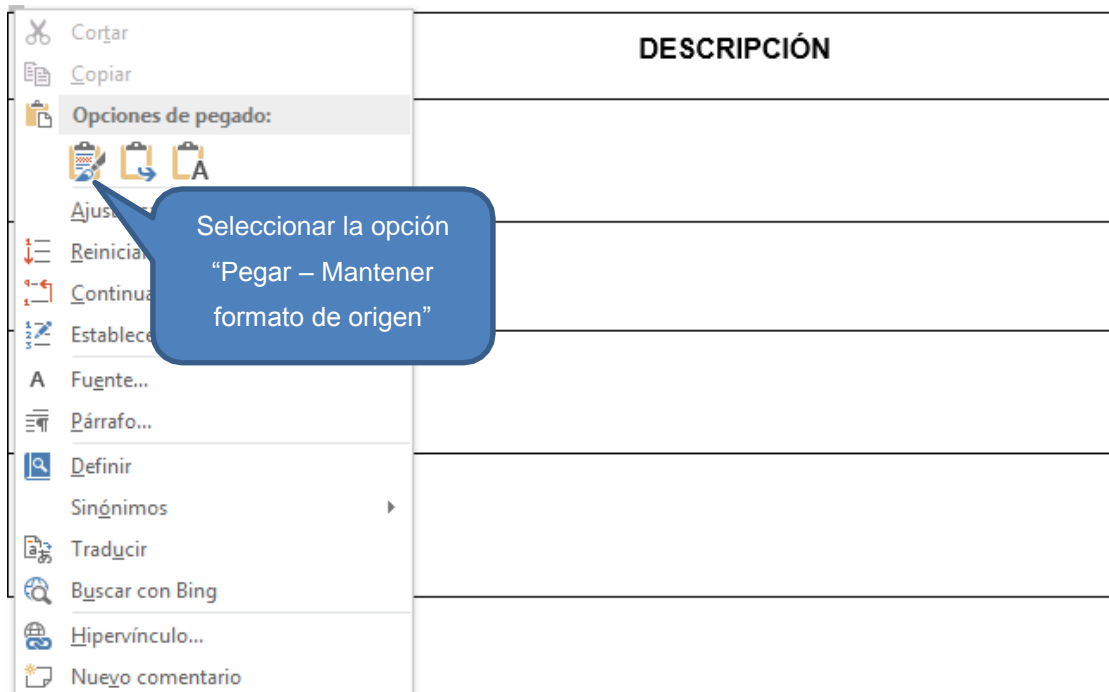 Cortar
DESCRIPCIÓN
Copiar
Opciones de pegado:
A
Seleccionar la opción
“Pegar – Mantener
formato de origen”
A Fuente...
Párrafo...
Definir
Sinónimos
Traducir
Buscar con Bing
Hipervínculo...
Nuevo comentario